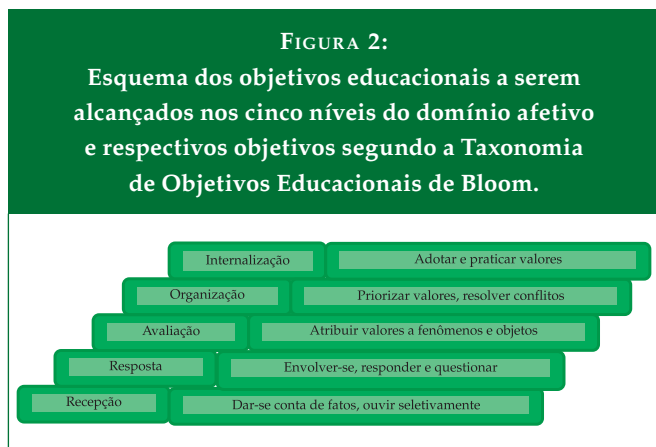 FIGURA 2:
Esquema dos objetivos educacionais a serem
alcançados nos cinco níveis do domínio afetivo
e respectivos objetivos segundo a Taxonomia
de Objetivos Educacionais de Bloom.
Internalização Adotar e praticar valores
Organização Priorizar valores, resolver conflitos
Avaliação Atribuir valores a fenômenos e objetos
Resposta Envolver-se, responder e questionar
Recepção Dar-se conta de fatos, ouvir seletivamente